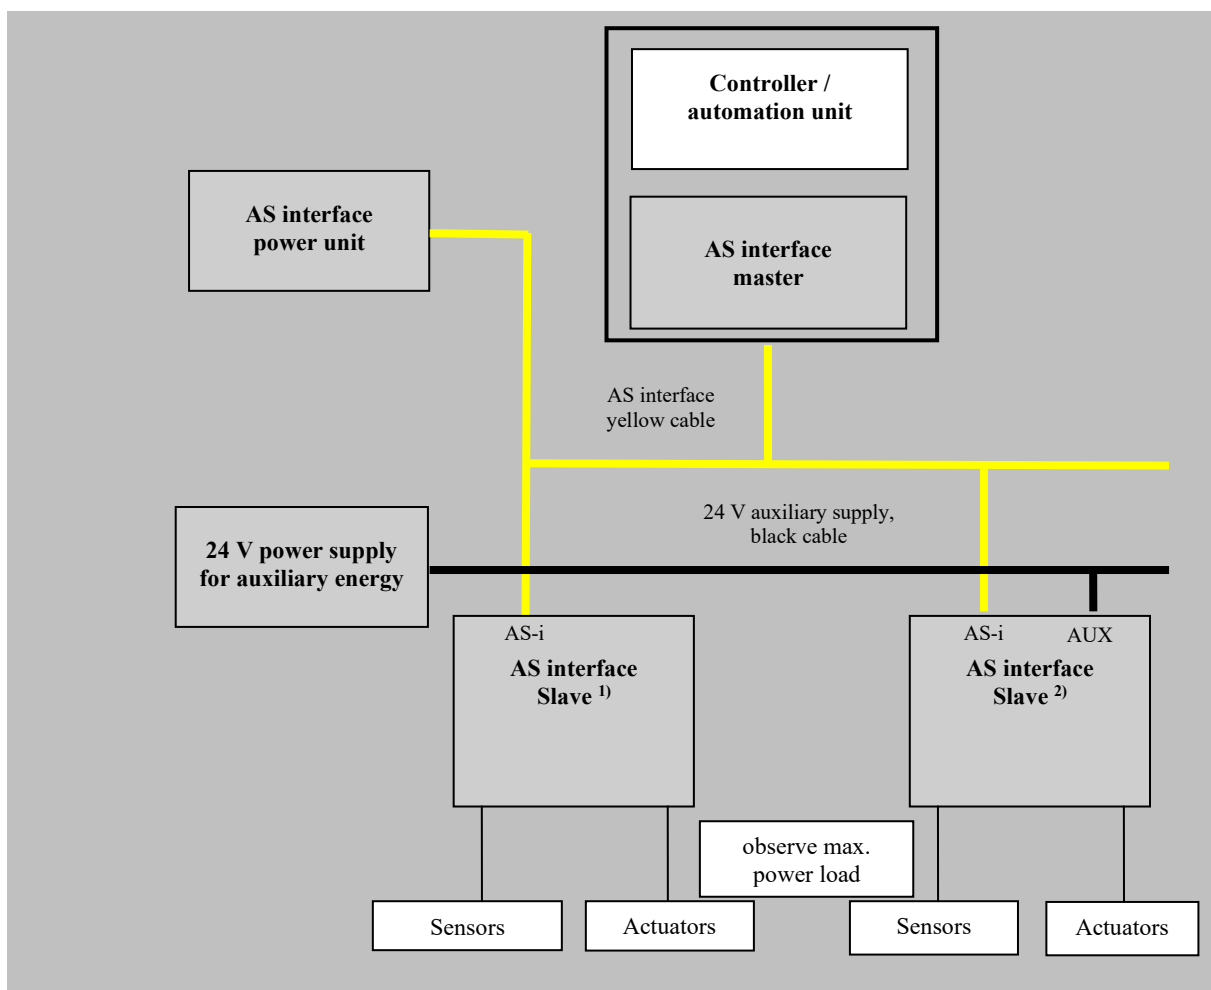 Controller /
automation unit
AS interface
power unit
AS interface
master
AS interface
yellow cable
24 V auxiliary supply,
black cable
24 V power supply
for auxiliary energy
AS-i
AS interface
Slave 1)
AS-i AUX
AS interface
Slave 2)
observe max.
power load
Sensors
Actuators
Sensors
Actuators